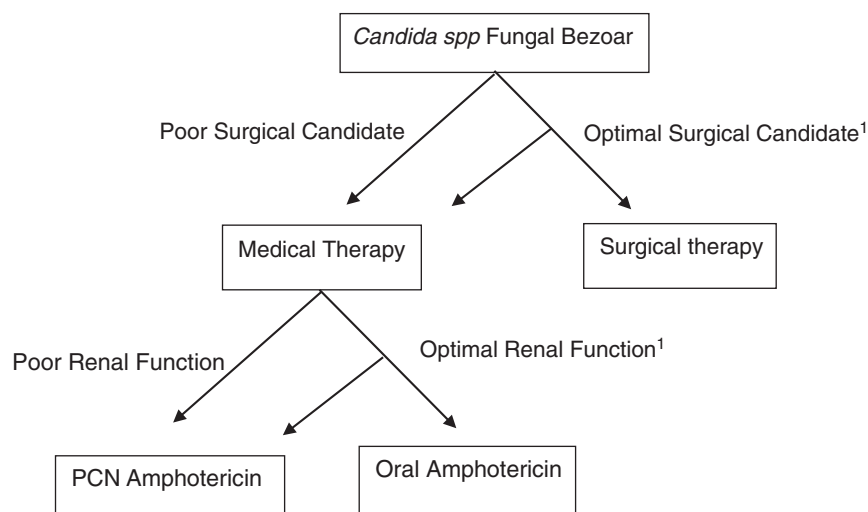 Candida spp Fungal Bezoar
Poor Surgical Candidate
Optimal Surgical Candidate¹
Medical Therapy
Surgical therapy
Poor Renal Function
Optimal Renal Function¹
PCN Amphotericin
Oral Amphotericin